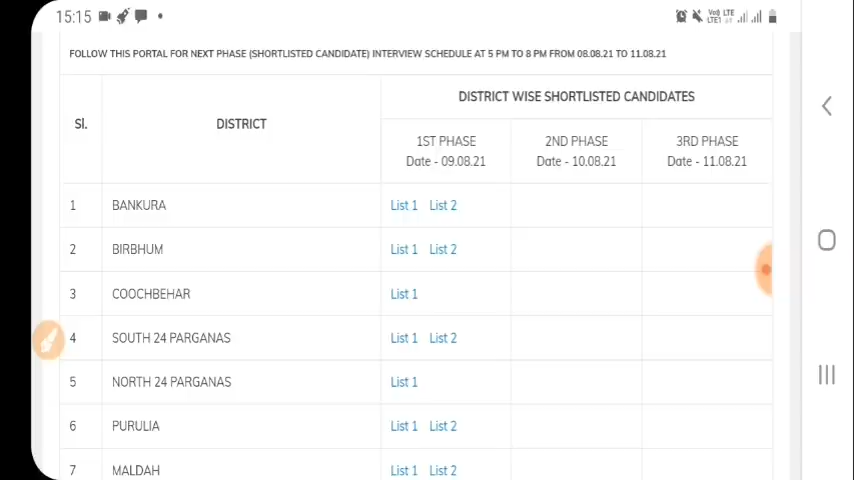 15:15
FOLLOW THIS PORTAL FOR NEXT PHASE (SHORTLISTED CANDIDATE) INTERVIEW SCHEDULE AT 5 PM TO 8 PM FROM 08.08.21 TO 11.08.21
Sl. DISTRICT DISTRICT WISE SHORTLISTED CANDIDATES
1ST PHASE 2ND PHASE 3RD PHASE
Date - 09.08.21 Date - 10.08.21 Date - 11.08.21
1 BANKURA List 1 List 2
2 BIRBHUM List 1 List 2
3 COOCHBEHAR List 1
4 SOUTH 24 PARGANAS List 1 List 2
5 NORTH 24 PARGANAS List 1
6 PURULIA List 1 List 2
7 MALDAH List 1 List 2